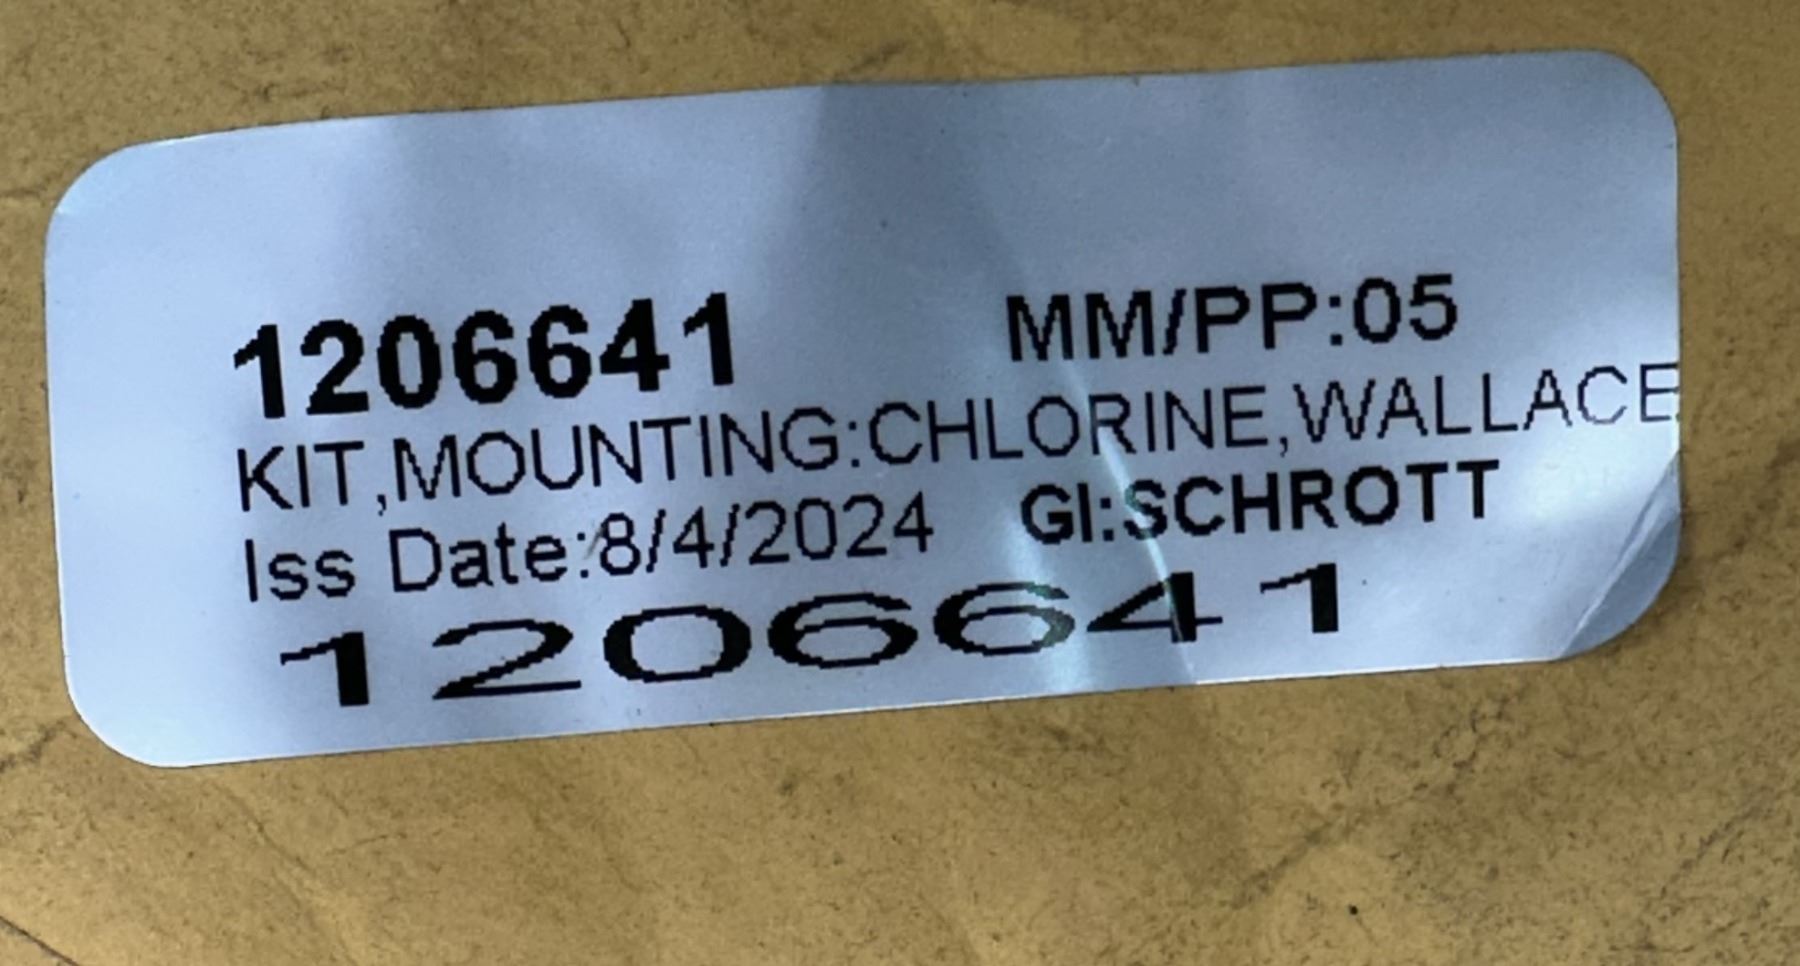 1206641 MM/PP:05
KIT,MOUNTING:CHLORINE,WALLACE
Iss Date:8/4/2024 GI:SCHROTT
1206641